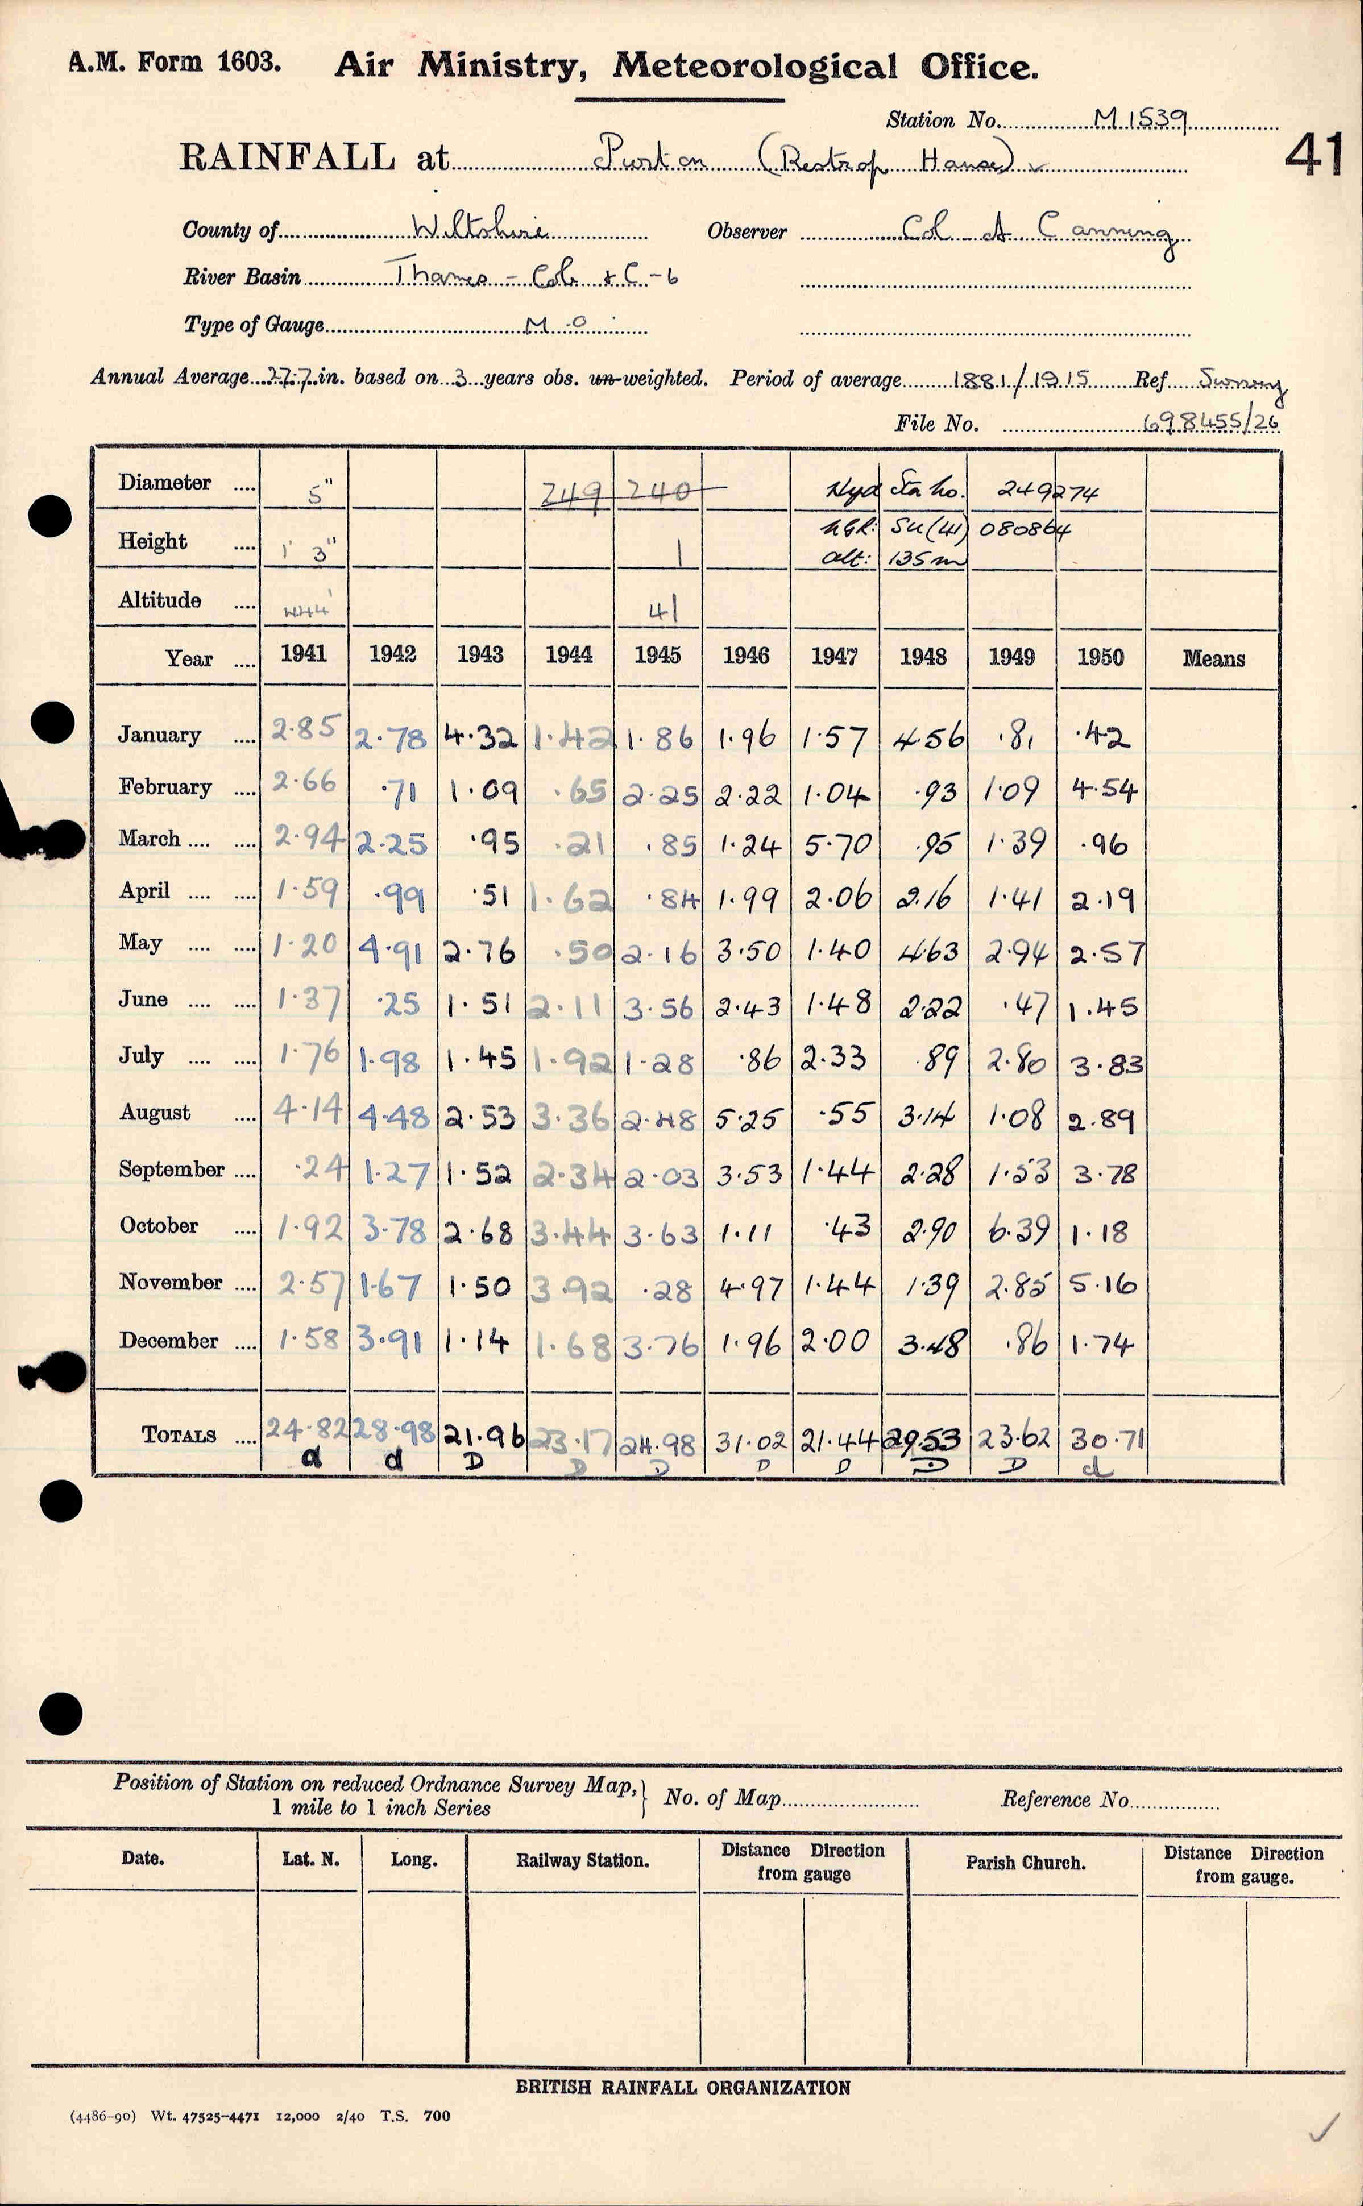 A.M. Form 1603. Air Ministry, Meteorological Office.
Station No. M 1539
RAINFALL at Purton (Restrop House) ✓ 41
County of Wiltshire Observer Col A Canning
River Basin Thames - Cole & C-6
Type of Gauge M.O
Annual Average 27.7 in. based on 3 years obs. un-weighted. Period of average 1881/1915 Ref. Survey
File No. 698455/26
Diameter .... 5" 249 240 Hyd Sta no. 249274
Height .... 1' 3" 1 NGR: SU (41) 080864
Alt: 135m
Altitude .... 444' 41
Year .... 1941 1942 1943 1944 1945 1946 1947 1948 1949 1950 Means
January .... 2.85 2.78 4.32 1.42 1.86 1.96 1.57 4.56 .81 .42
February .... 2.66 .71 1.09 .65 2.25 2.22 1.04 .93 1.09 4.54
March .... .... 2.94 2.25 .95 .21 .85 1.24 5.70 .95 1.39 .96
April .... .... 1.59 .99 .51 1.62 .84 1.99 2.06 2.16 1.41 2.19
May .... .... 1.20 4.91 2.76 .50 2.16 3.50 1.40 4.63 2.94 2.57
June .... .... 1.37 .25 1.51 2.11 3.56 2.43 1.48 2.22 .47 1.45
July .... .... 1.76 1.98 1.45 1.92 1.28 .86 2.33 .89 2.80 3.83
August .... 4.14 4.48 2.53 3.36 2.48 5.25 .55 3.14 1.08 2.89
September .... .24 1.27 1.52 2.34 2.03 3.53 1.44 2.28 1.53 3.78
October .... 1.92 3.78 2.68 3.44 3.63 1.11 .43 2.90 6.39 1.18
November .... 2.57 1.67 1.50 3.92 .28 4.97 1.44 1.39 2.85 5.16
December .... 1.58 3.91 1.14 1.68 3.76 1.96 2.00 3.48 .86 1.74
TOTALS .... 24.82 28.98 21.96 23.17 24.98 31.02 21.44 29.53 23.62 30.71
d d D D D D D D D d
Position of Station on reduced Ordnance Survey Map, } No. of Map Reference No.
1 mile to 1 inch Series
Date. Lat. N. Long. Railway Station. Distance Direction from gauge Parish Church. Distance Direction from gauge.
BRITISH RAINFALL ORGANIZATION
(4486-90) Wt. 47525-4471 12,000 2/40 T.S. 700
✓